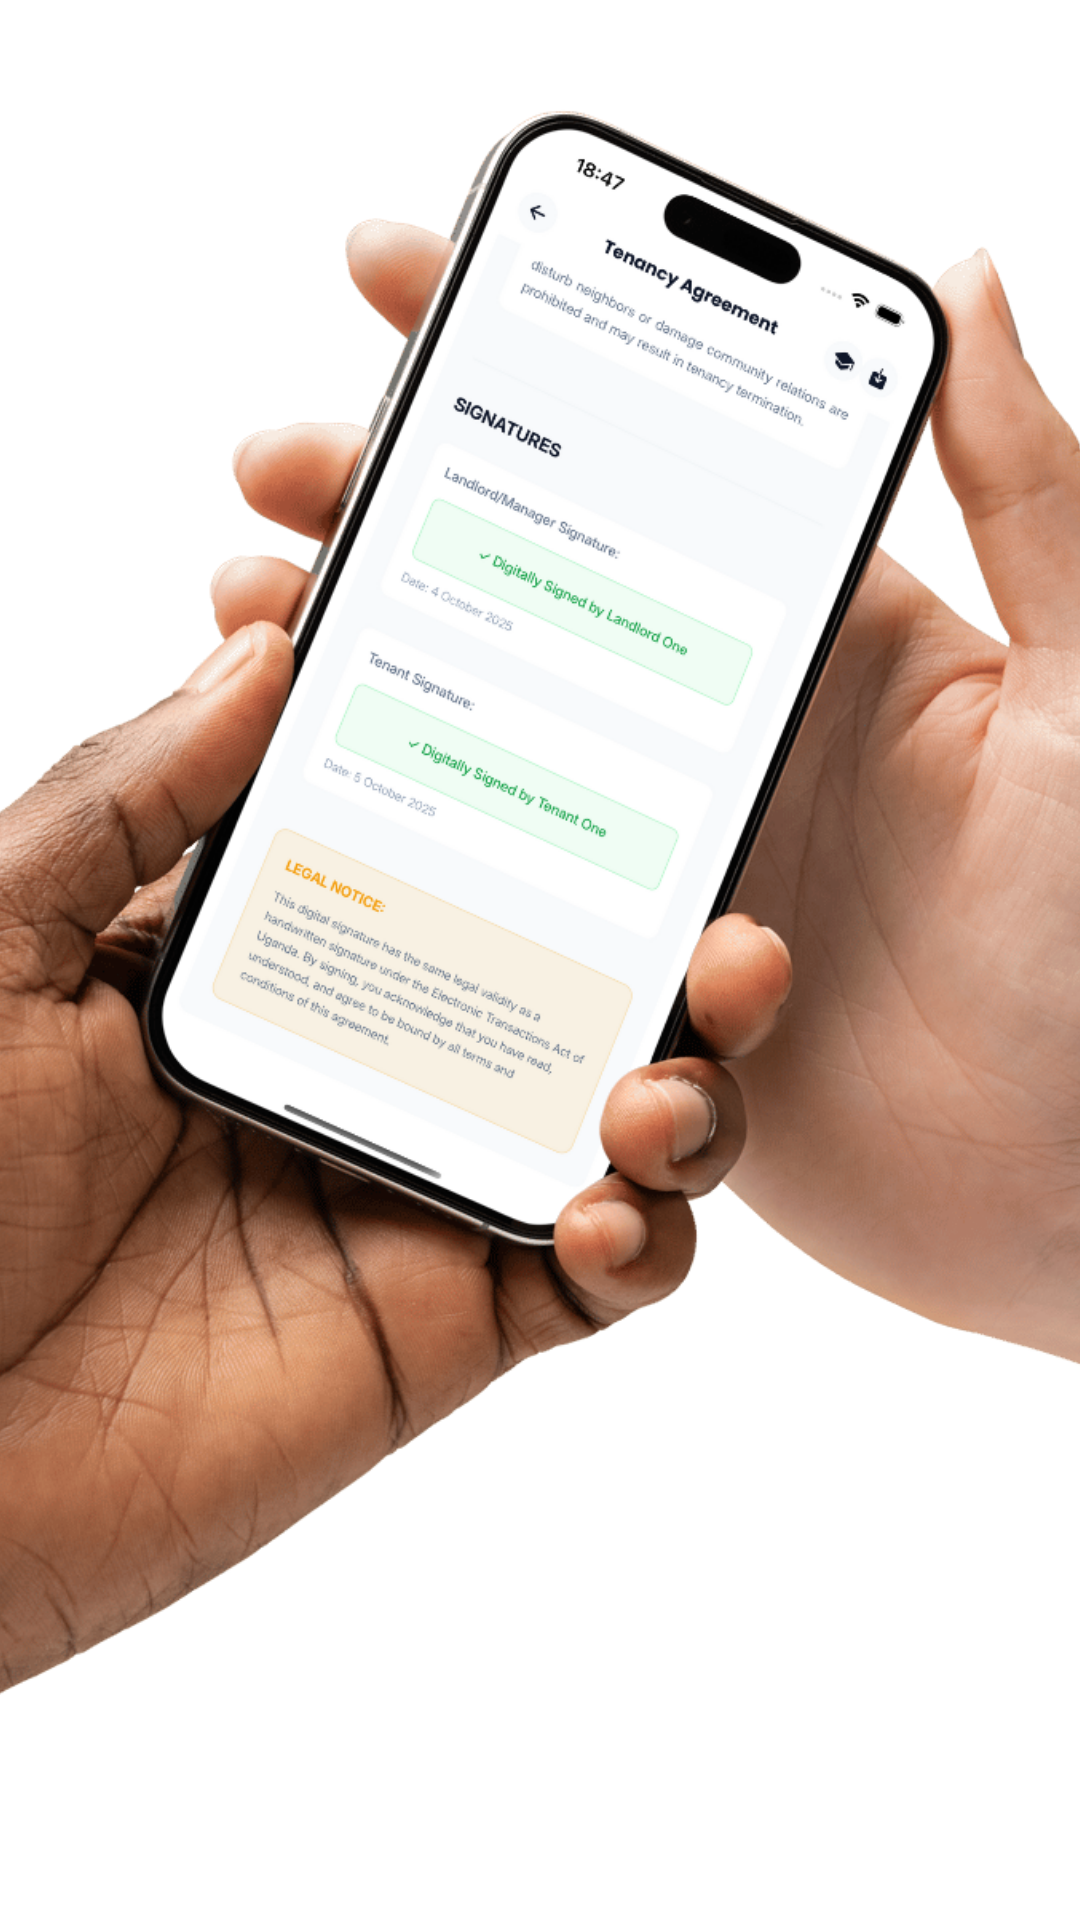 18:47
Tenancy Agreement
disturb neighbors or damage community relations are
prohibited and may result in tenancy termination.
SIGNATURES
Landlord/Manager Signature:
✓ Digitally Signed by Landlord One
Date: 4 October 2025
Tenant Signature:
✓ Digitally Signed by Tenant One
Date: 5 October 2025
LEGAL NOTICE:
This digital signature has the same legal validity as a
handwritten signature under the Electronic Transactions Act of
Uganda. By signing, you acknowledge that you have read,
understood, and agree to be bound by all terms and
conditions of this agreement.